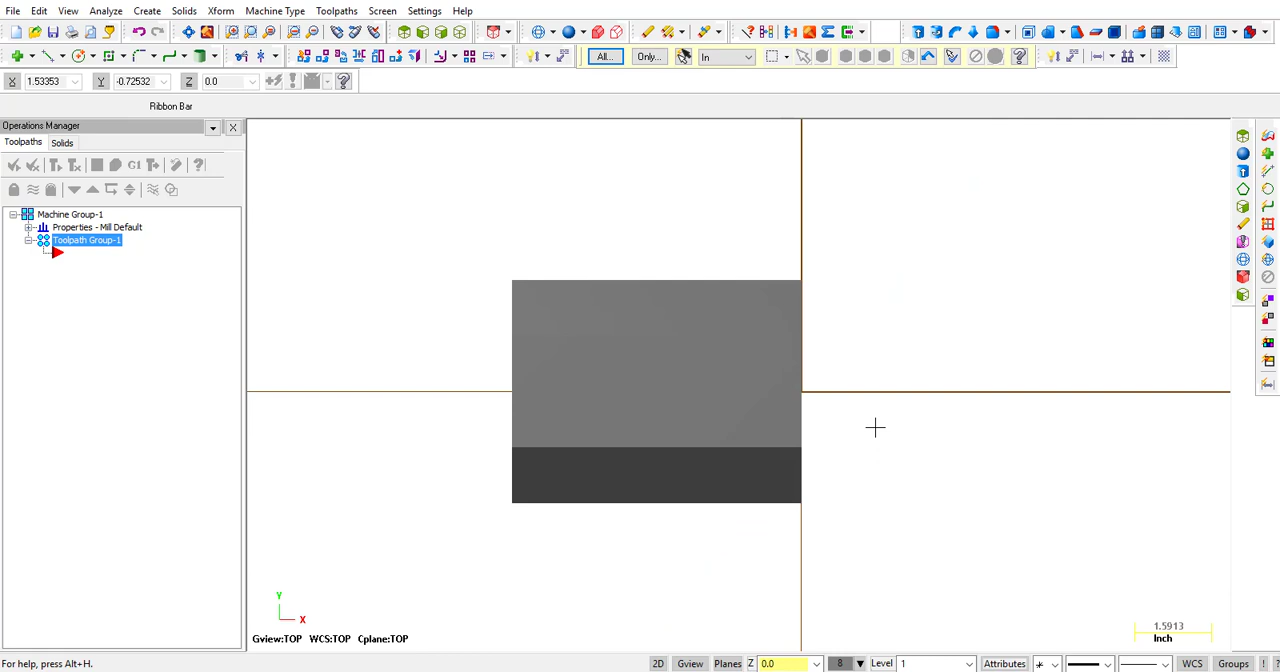 File Edit View Analyze Create Solids Xform Machine Type Toolpaths Screen Settings Help
All... Only... In
X 1.53353 Y -0.72532 Z 0.0
Ribbon Bar
Operations Manager
Toolpaths Solids
G1
Machine Group-1
Properties - Mill Default
Toolpath Group-1
Y
X
Gview:TOP WCS:TOP Cplane:TOP
1.5913
Inch
For help, press Alt+H.
2D Gview Planes Z 0.0 8 Level 1 Attributes WCS Groups ! ?